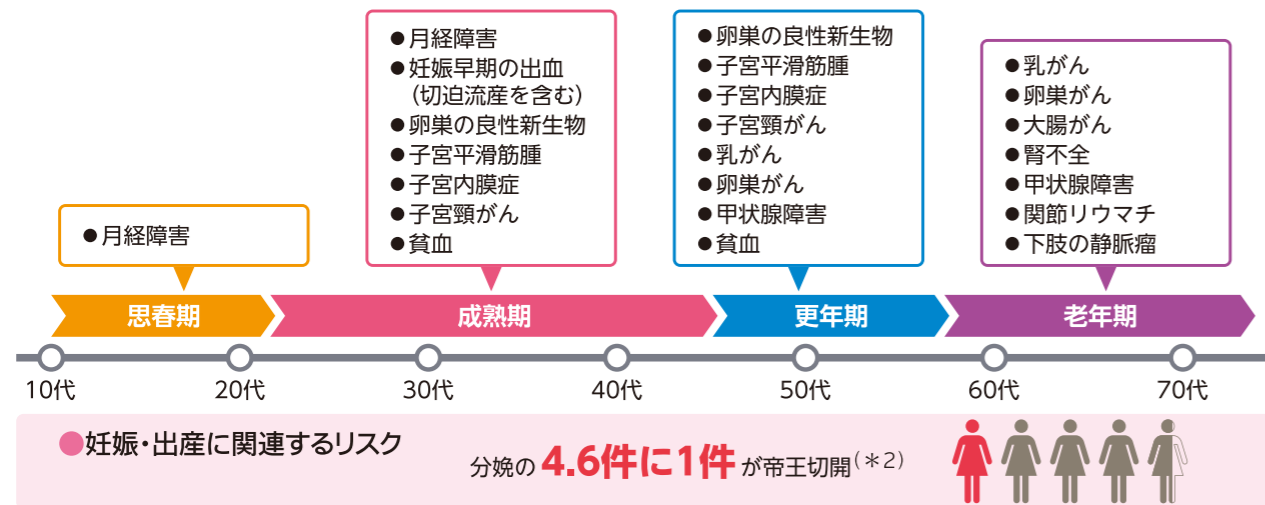 ●月経障害
●月経障害
●妊娠早期の出血
(切迫流産を含む)
●卵巣の良性新生物
●子宮平滑筋腫
●子宮内膜症
●子宮頸がん
●貧血
●卵巣の良性新生物
●子宮平滑筋腫
●子宮内膜症
●子宮頸がん
●乳がん
●卵巣がん
●甲状腺障害
●貧血
●乳がん
●卵巣がん
●大腸がん
●腎不全
●甲状腺障害
●関節リウマチ
●下肢の静脈瘤
思春期
成熟期
更年期
老年期
10代
20代
30代
40代
50代
60代
70代
●妊娠・出産に関連するリスク
分娩の4.6件に1件が帝王切開(*2)